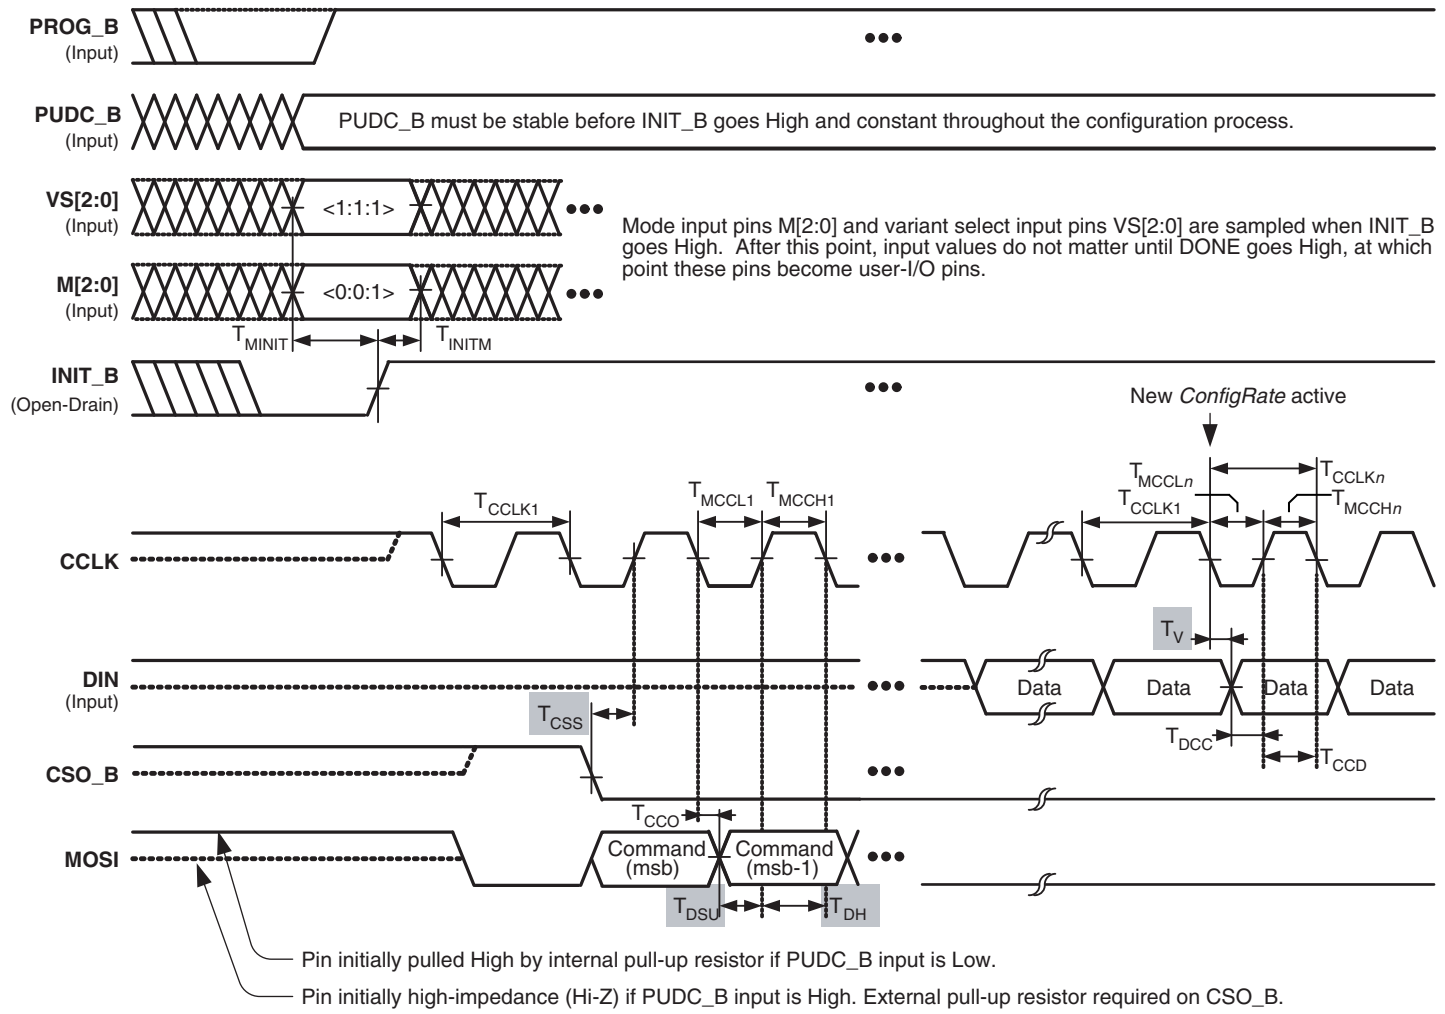 PROG_B
(Input)
PUDC_B
(Input)
PUDC_B must be stable before INIT_B goes High and constant throughout the configuration process.
VS[2:0]
(Input)
<1:1:1>
Mode input pins M[2:0] and variant select input pins VS[2:0] are sampled when INIT_B
goes High. After this point, input values do not matter until DONE goes High, at which
point these pins become user-I/O pins.
M[2:0]
(Input)
<0:0:1>
TMINIT
TINITM
INIT_B
(Open-Drain)
New ConfigRate active
TCCLK1
TMCCL1
TMCCH1
TMCCLn
TCCLKn
TCCLK1
TMCCHn
CCLK
TV
DIN
(Input)
Data
Data
Data
Data
TCSS
TDCC
TCCD
CSO_B
TCCO
MOSI
Command
(msb)
Command
(msb-1)
TDSU
TDH
Pin initially pulled High by internal pull-up resistor if PUDC_B input is Low.
Pin initially high-impedance (Hi-Z) if PUDC_B input is High. External pull-up resistor required on CSO_B.